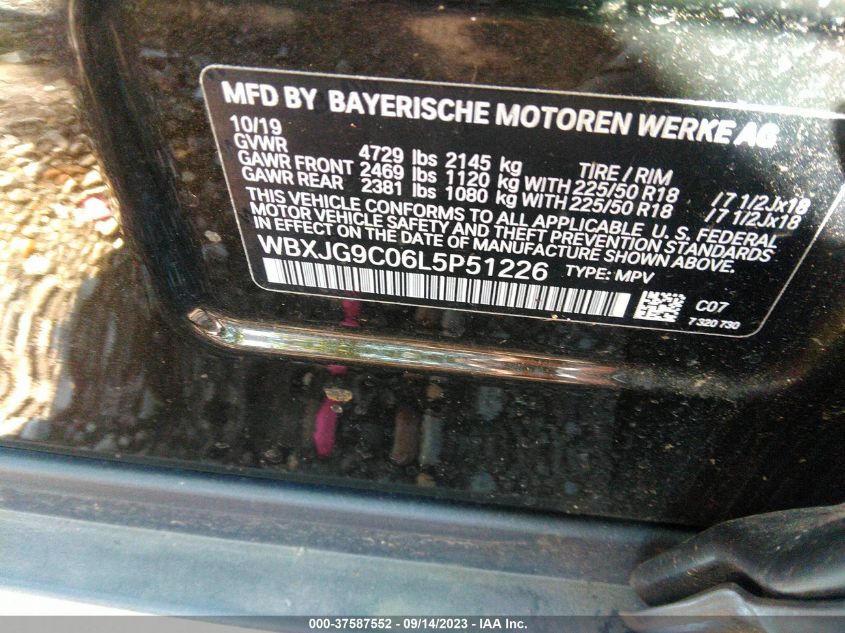 MFD BY BAYERISCHE MOTOREN WERKE AG
10/19
GVWR 4729 lbs 2145 kg TIRE / RIM
GAWR FRONT 2469 lbs 1120 kg WITH 225/50 R18 / 7 1/2Jx18
GAWR REAR 2381 lbs 1080 kg WITH 225/50 R18 / 7 1/2Jx18
THIS VEHICLE CONFORMS TO ALL APPLICABLE U.S. FEDERAL
MOTOR VEHICLE SAFETY AND THEFT PREVENTION STANDARDS
IN EFFECT ON THE DATE OF MANUFACTURE SHOWN ABOVE.
WBXJG9C06L5P51226 TYPE: MPV
C07
7 320 730
000-37587552 - 09/14/2023 - IAA Inc.